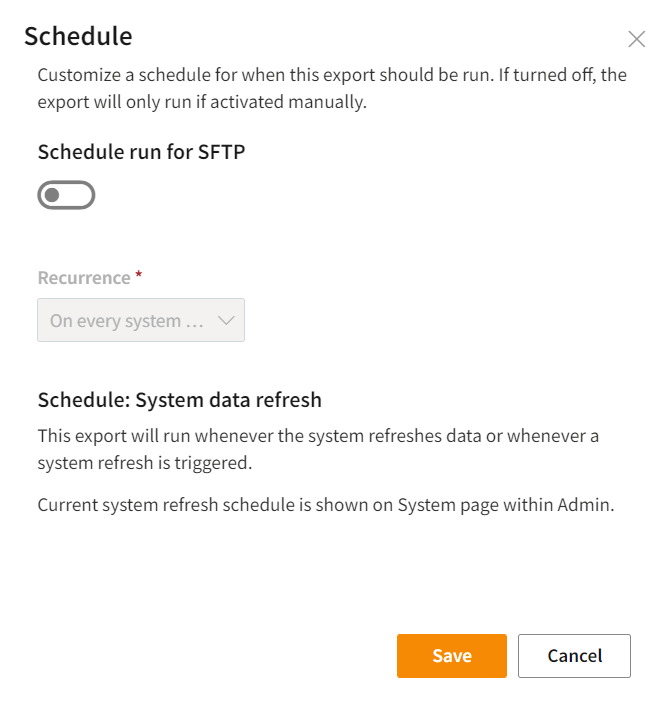 Schedule
Customize a schedule for when this export should be run. If turned off, the
export will only run if activated manually.
Schedule run for SFTP
Recurrence *
On every system ...
Schedule: System data refresh
This export will run whenever the system refreshes data or whenever a
system refresh is triggered.
Current system refresh schedule is shown on System page within Admin.
Save
Cancel